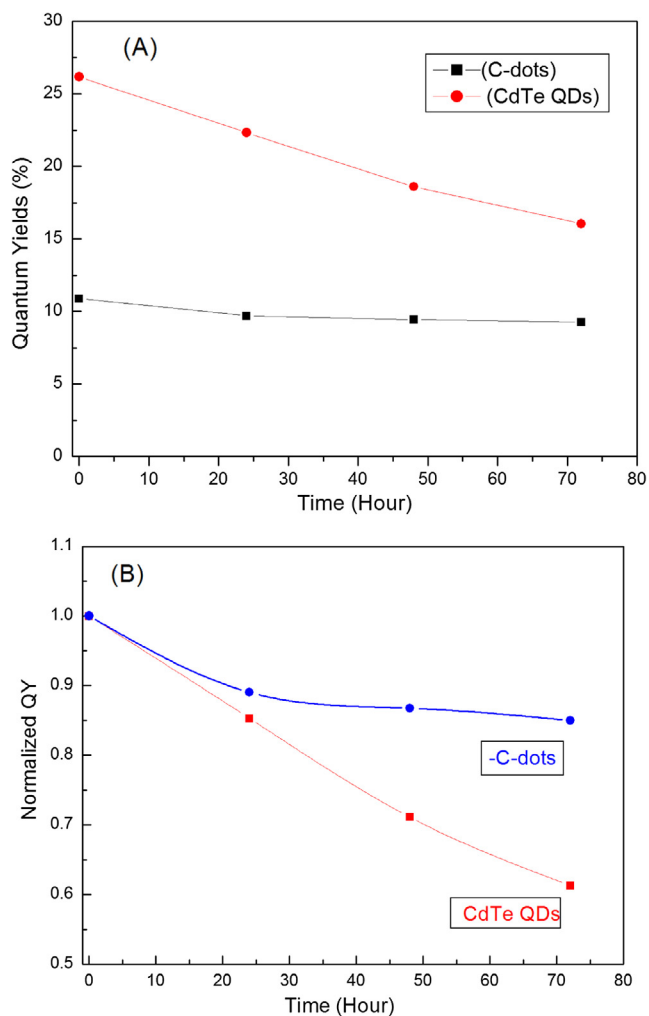 (A)
(C-dots)
(CdTe QDs)
Quantum Yields (%)
30
25
20
15
10
5
0
0 10 20 30 40 50 60 70 80
Time (Hour)
(B)
Normalized QY
1.1
1.0
0.9
0.8
0.7
0.6
0.5
-C-dots
CdTe QDs
0 10 20 30 40 50 60 70 80
Time (Hour)